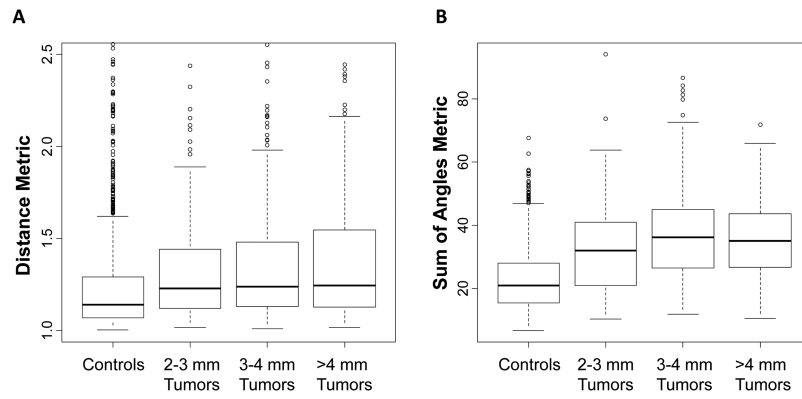 A
Distance Metric
2.5
2.0
1.5
1.0
Controls
2-3 mm
Tumors
3-4 mm
Tumors
>4 mm
Tumors
B
Sum of Angles Metric
80
60
40
20
Controls
2-3 mm
Tumors
3-4 mm
Tumors
>4 mm
Tumors